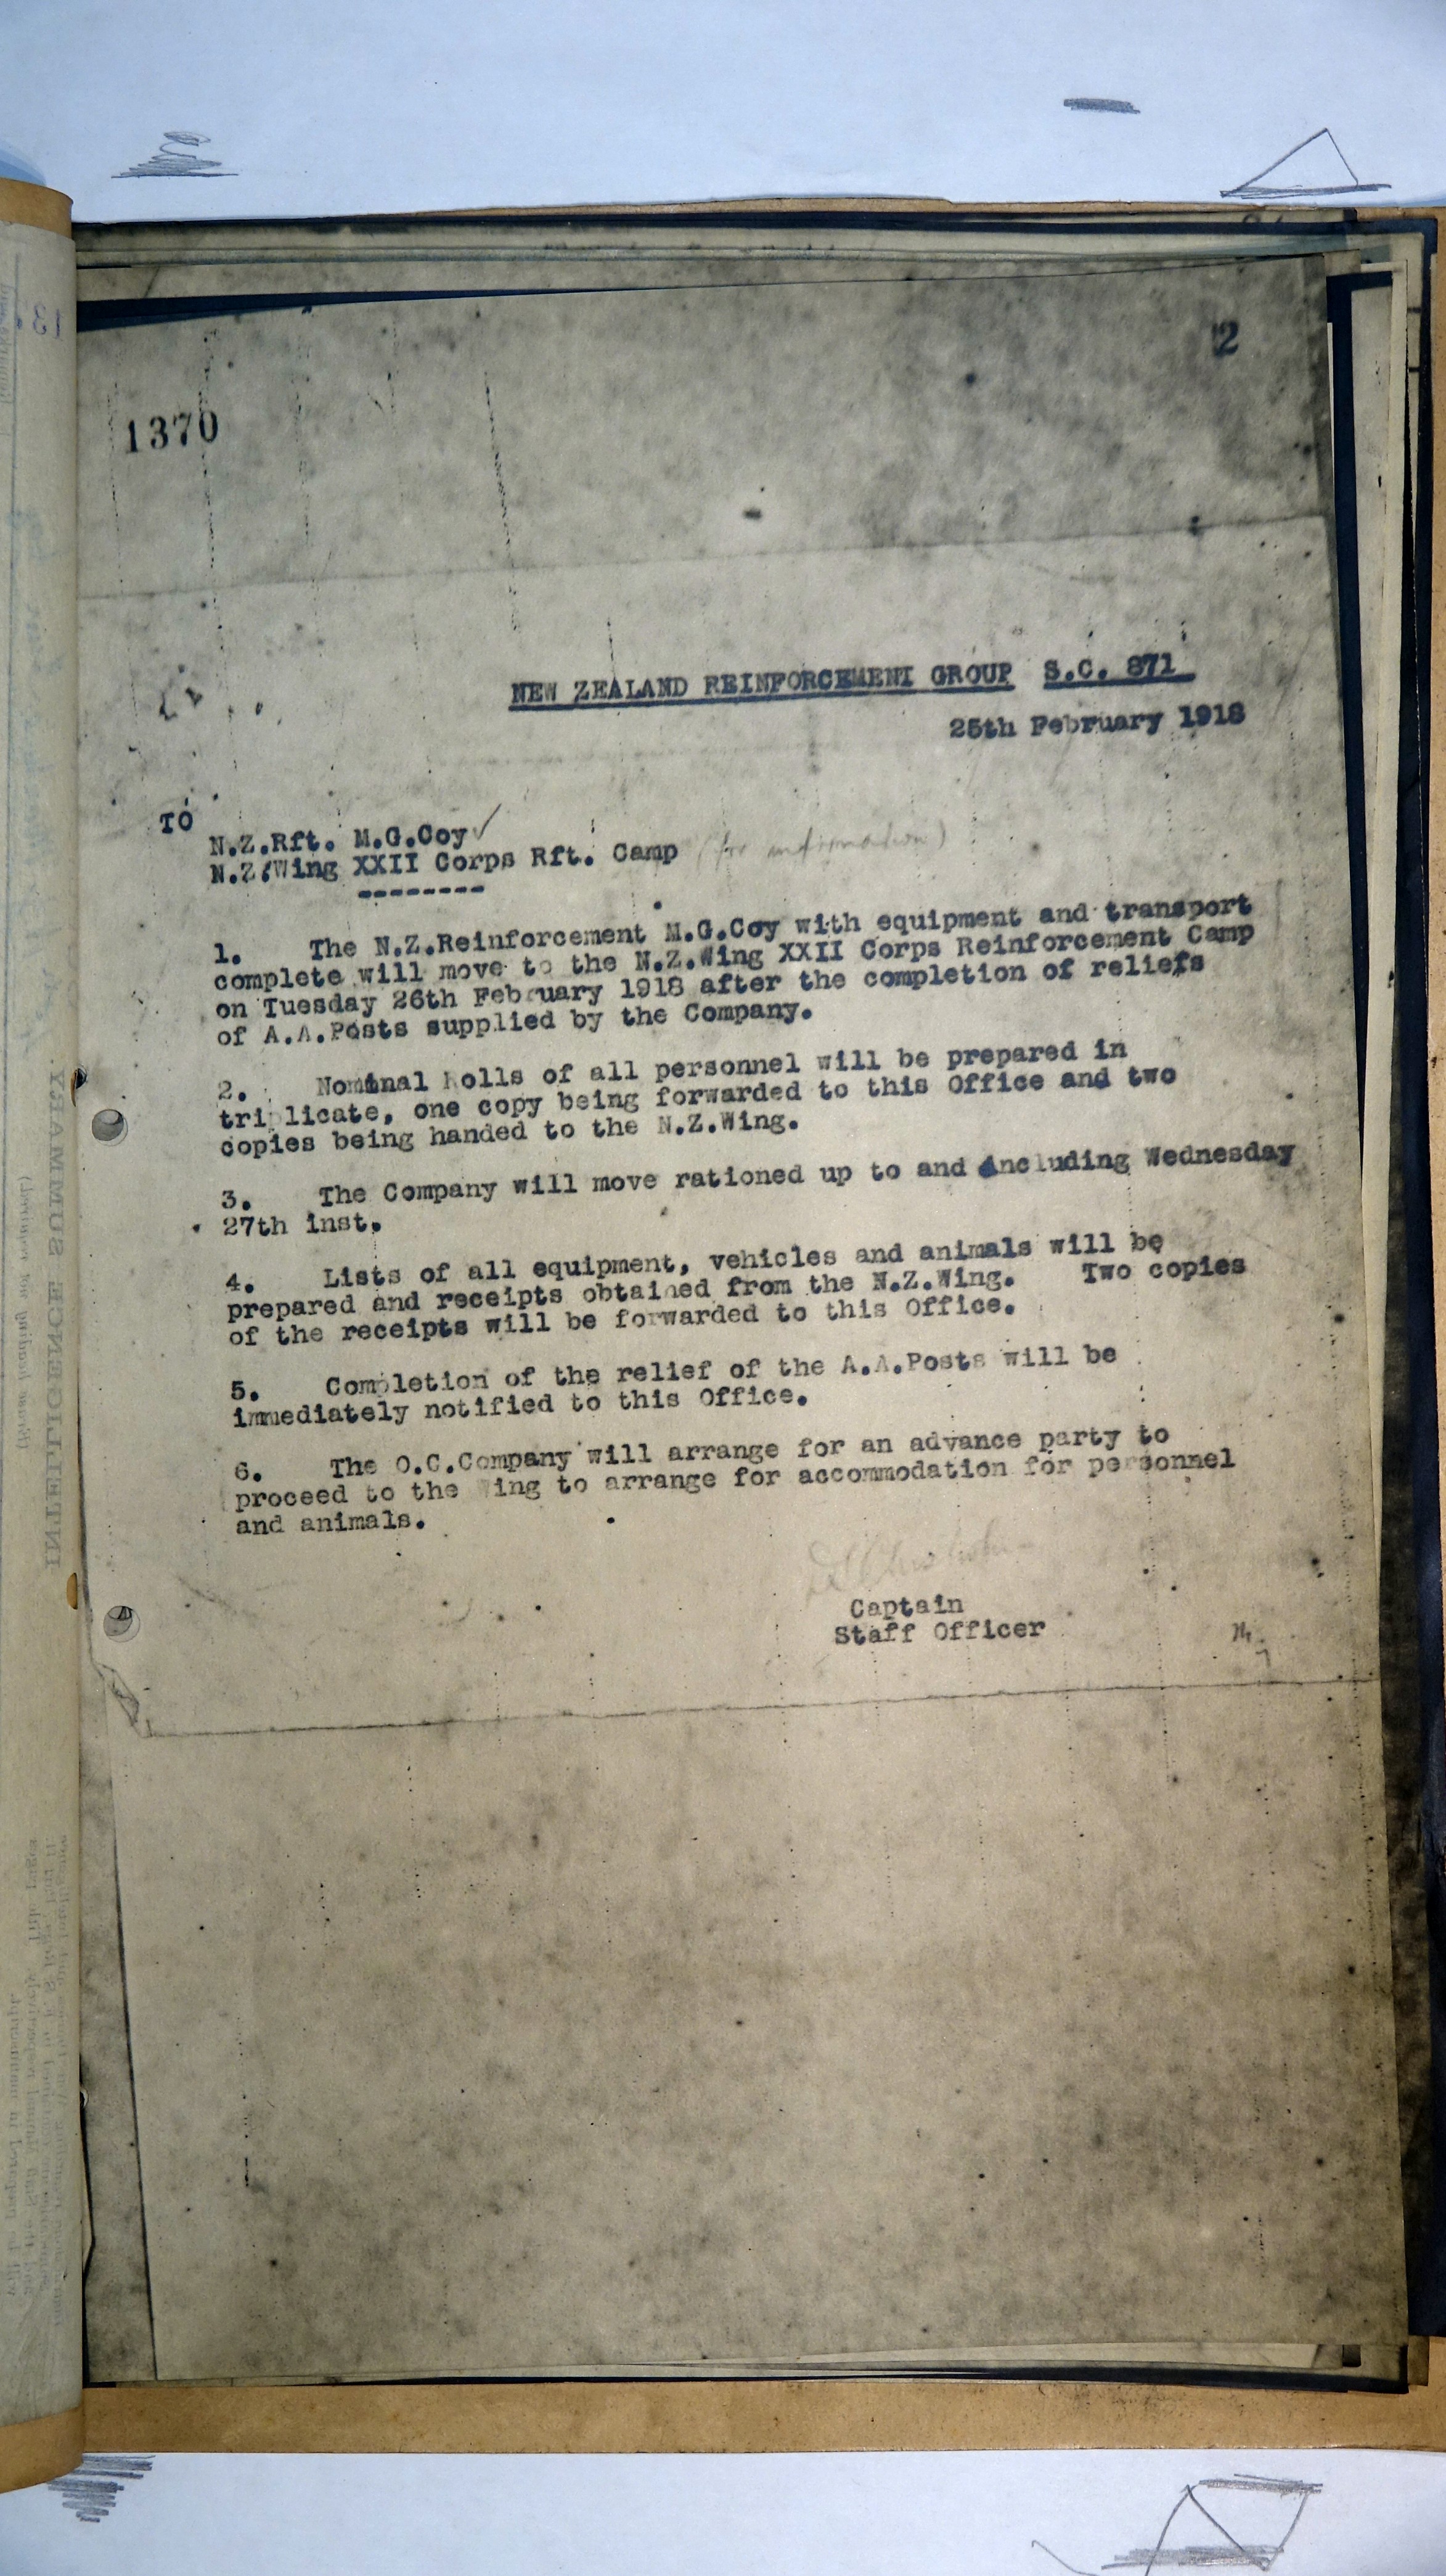 2
1370
NEW ZEALAND REINFORCEMENT GROUP S.C. 871
25th February 1918
TO
N.Z.Rft. M.G.Coy ✓
N.Z.Wing XXII Corps Rft. Camp (for information)
--------
1. The N.Z.Reinforcement M.G.Coy with equipment and transport
complete will move to the N.Z.Wing XXII Corps Reinforcement Camp
on Tuesday 26th February 1918 after the completion of reliefs
of A.A.Posts supplied by the Company.
2. Nominal Rolls of all personnel will be prepared in
triplicate, one copy being forwarded to this Office and two
copies being handed to the N.Z.Wing.
3. The Company will move rationed up to and including Wednesday
27th inst.
4. Lists of all equipment, vehicles and animals will be
prepared and receipts obtained from the N.Z.Wing. Two copies
of the receipts will be forwarded to this Office.
5. Completion of the relief of the A.A.Posts will be
immediately notified to this Office.
6. The O.C.Company will arrange for an advance party to
proceed to the Wing to arrange for accommodation for personnel
and animals.
Captain
Staff Officer
INTELLIGENCE SUMMARY.
(Erase heading not required)